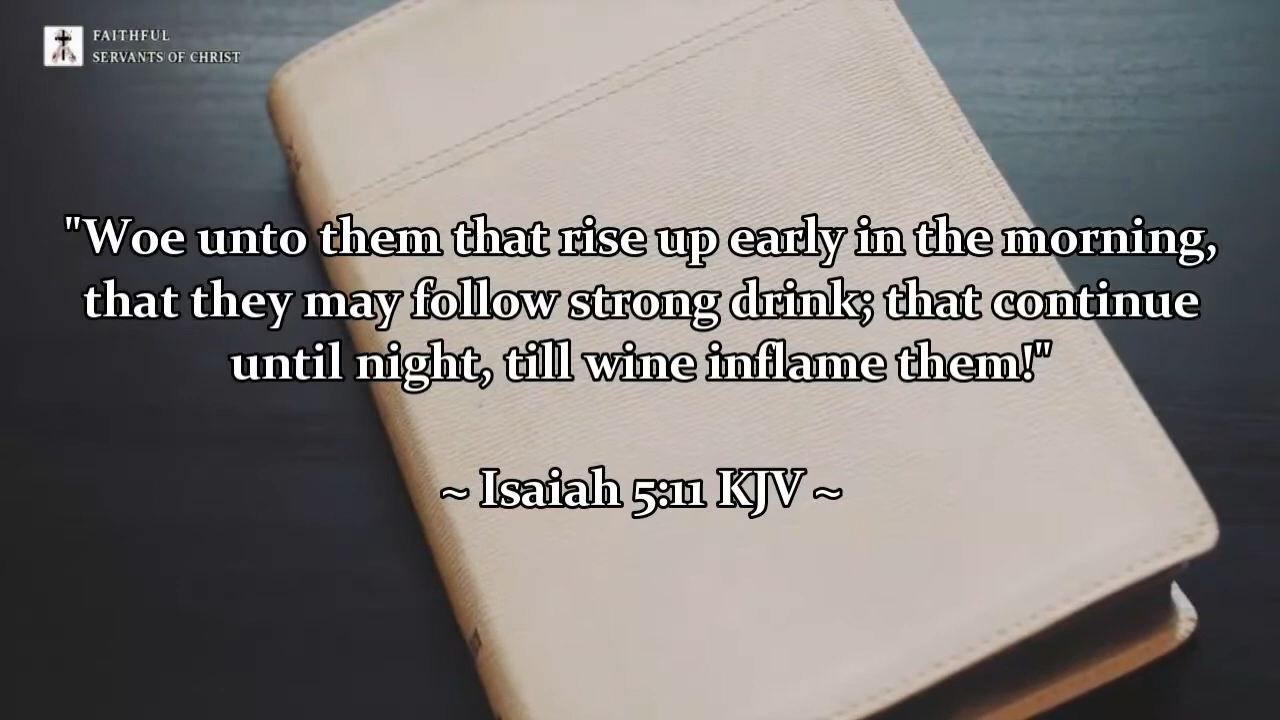 FAITHFUL
SERVANTS OF CHRIST
"Woe unto them that rise up early in the morning,
that they may follow strong drink; that continue
until night, till wine inflame them!"
~ Isaiah 5:11 KJV ~